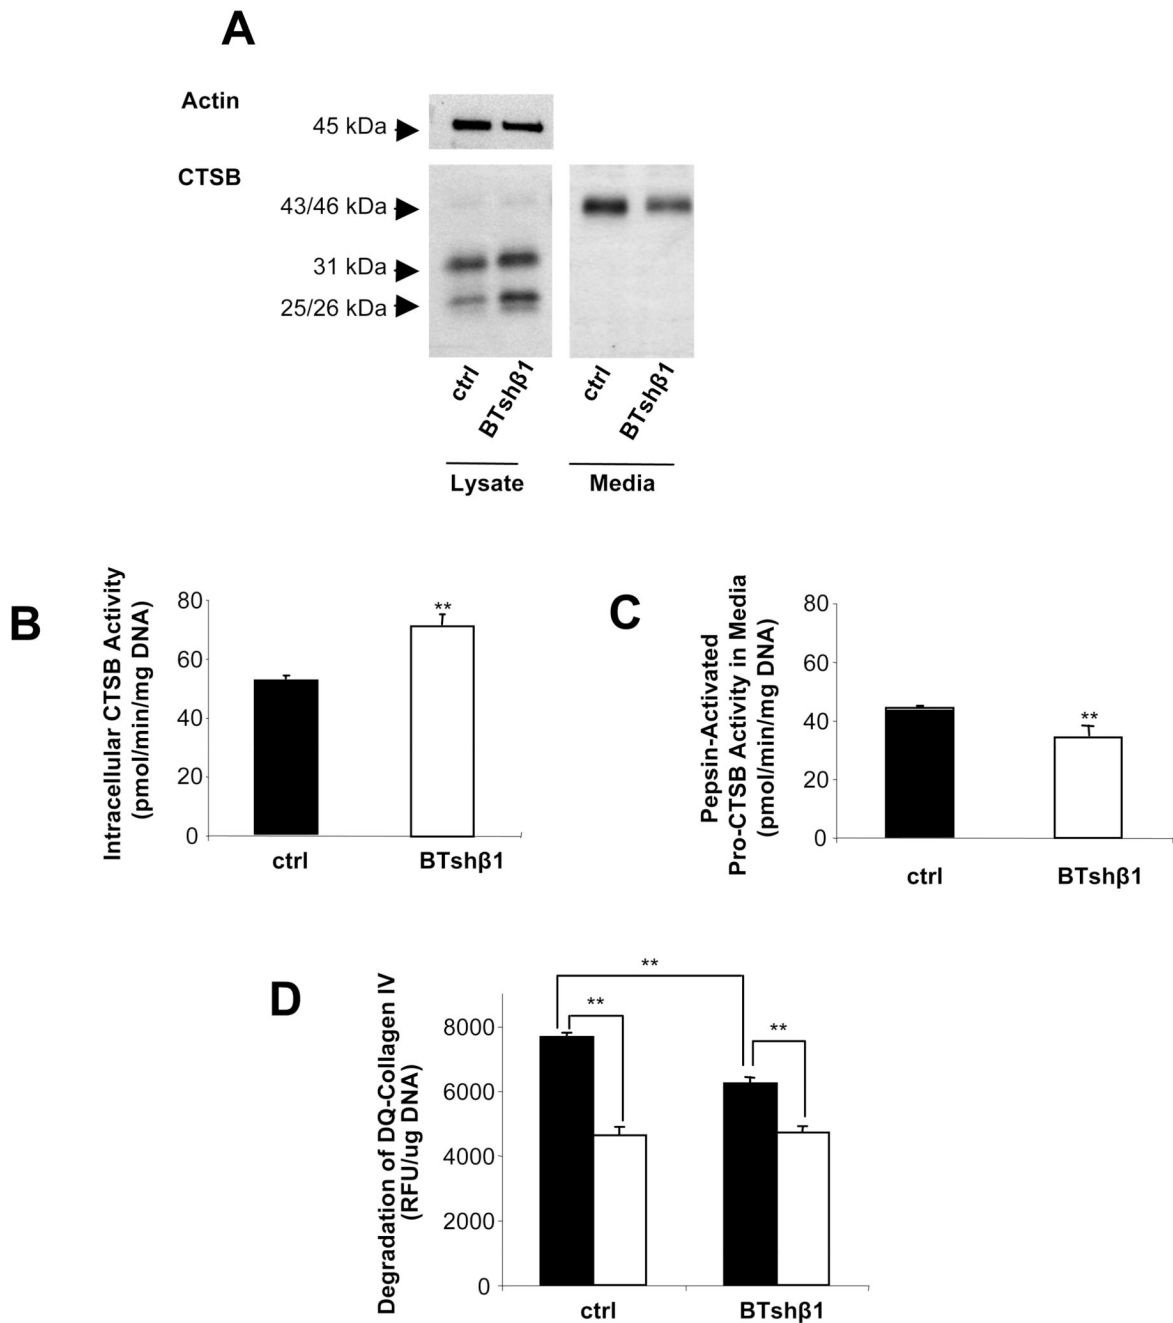 A
Actin
45 kDa
CTSB
43/46 kDa
31 kDa
25/26 kDa
ctrl
BTshβ1
ctrl
BTshβ1
Lysate
Media
B
Intracellular CTSB Activity
(pmol/min/mg DNA)
80
60
40
20
0
**
ctrl
BTshβ1
C
Pepsin-Activated
Pro-CTSB Activity in Media
(pmol/min/mg DNA)
80
60
40
20
0
**
ctrl
BTshβ1
D
Degradation of DQ-Collagen IV
(RFU/ug DNA)
8000
6000
4000
2000
0
**
**
**
ctrl
BTshβ1